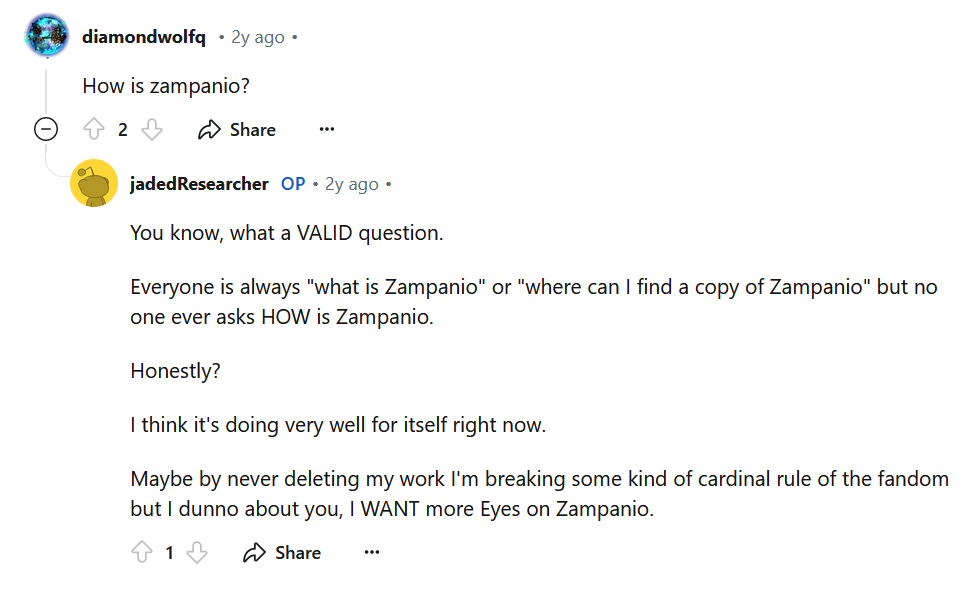 diamondwolfq • 2y ago •
How is zampanio?
2 Share ...
jadedResearcher OP • 2y ago •
You know, what a VALID question.
Everyone is always "what is Zampanio" or "where can I find a copy of Zampanio" but no
one ever asks HOW is Zampanio.
Honestly?
I think it's doing very well for itself right now.
Maybe by never deleting my work I'm breaking some kind of cardinal rule of the fandom
but I dunno about you, I WANT more Eyes on Zampanio.
1 Share ...